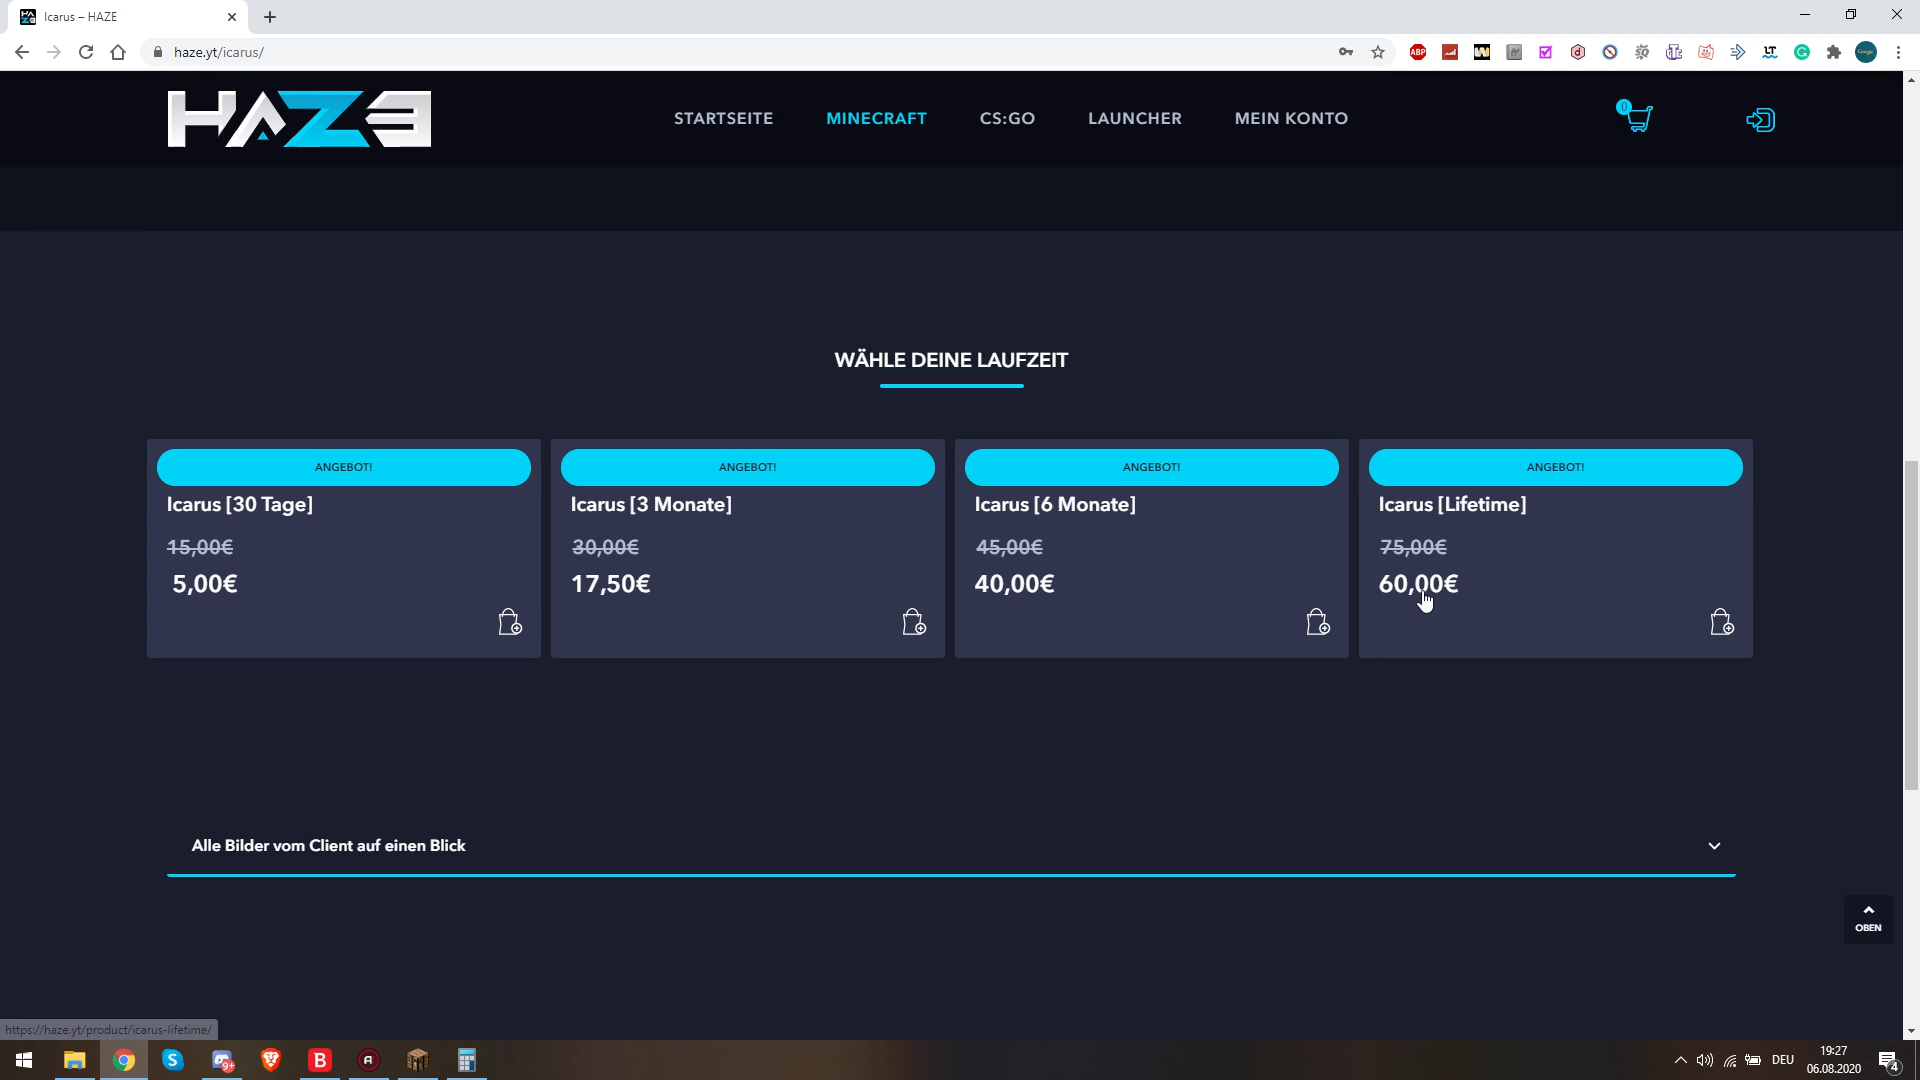 Icarus – HAZE
haze.yt/icarus/
HAZE
STARTSEITE
MINECRAFT
CS:GO
LAUNCHER
MEIN KONTO
0
WÄHLE DEINE LAUFZEIT
ANGEBOT!
Icarus [30 Tage]
15,00€
5,00€
ANGEBOT!
Icarus [3 Monate]
30,00€
17,50€
ANGEBOT!
Icarus [6 Monate]
45,00€
40,00€
ANGEBOT!
Icarus [Lifetime]
75,00€
60,00€
Alle Bilder vom Client auf einen Blick
OBEN
https://haze.yt/product/icarus-lifetime/
DEU
19:27
06.08.2020
4